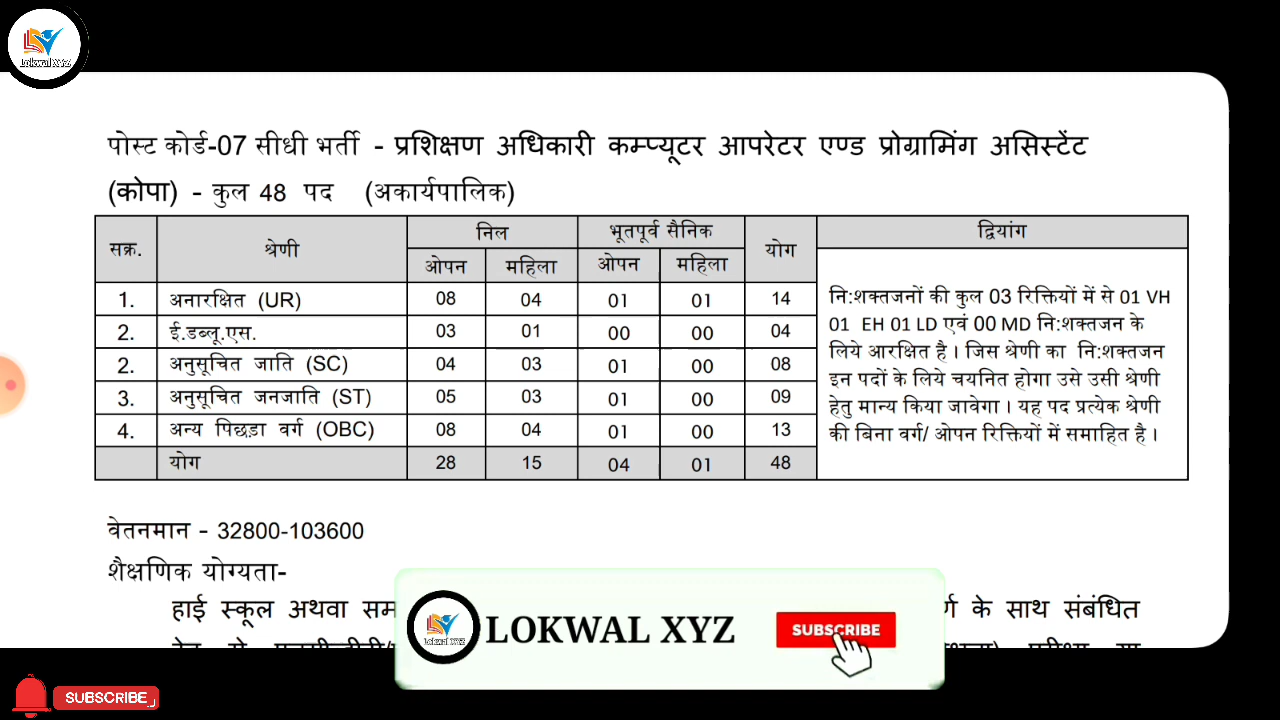 Lokwal XYZ
पोस्ट कोर्ड-07 सीधी भर्ती - प्रशिक्षण अधिकारी कम्प्यूटर आपरेटर एण्ड प्रोग्रामिंग असिस्टेंट
(कोपा) - कुल 48 पद (अकार्यपालिक)
सक्र. श्रेणी निल भूतपूर्व सैनिक योग द्वियांग
ओपन महिला ओपन महिला
1. अनारक्षित (UR) 08 04 01 01 14
2. ई.डब्लू.एस. 03 01 00 00 04
2. अनुसूचित जाति (SC) 04 03 01 00 08
3. अनुसूचित जनजाति (ST) 05 03 01 00 09
4. अन्य पिछड़ा वर्ग (OBC) 08 04 01 00 13
योग 28 15 04 01 48
नि:शक्तजनों की कुल 03 रिक्तियों में से 01 VH
01 EH 01 LD एवं 00 MD नि:शक्तजन के
लिये आरक्षित है। जिस श्रेणी का नि:शक्तजन
इन पदों के लिये चयनित होगा उसे उसी श्रेणी
हेतु मान्य किया जावेगा। यह पद प्रत्येक श्रेणी
की बिना वर्ग/ ओपन रिक्तियों में समाहित है।
वेतनमान - 32800-103600
शैक्षणिक योग्यता-
हाई स्कूल अथवा के साथ संबंधित
Lokwal XYZ
LOKWAL XYZ
SUBSCRIBE
SUBSCRIBE